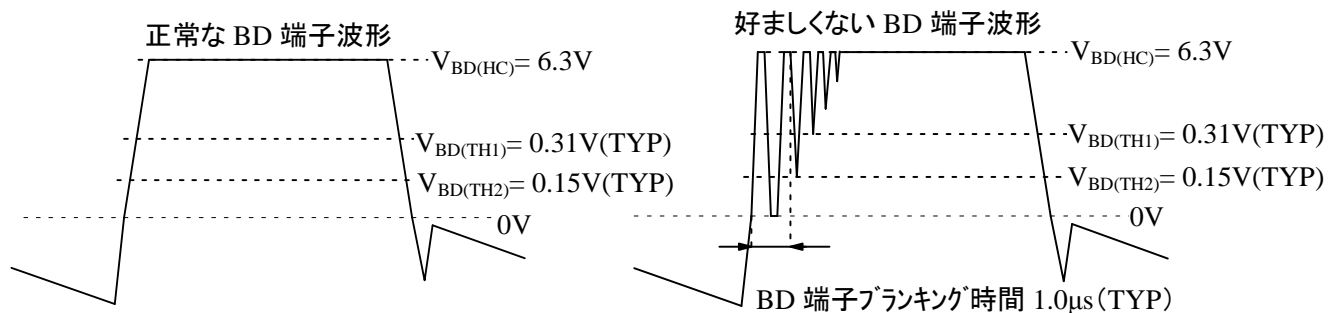 正常な BD 端子波形
V_BD(HC)= 6.3V
V_BD(TH1)= 0.31V(TYP)
V_BD(TH2)= 0.15V(TYP)
0V
好ましくない BD 端子波形
V_BD(HC)= 6.3V
V_BD(TH1)= 0.31V(TYP)
V_BD(TH2)= 0.15V(TYP)
0V
BD 端子ﾌﾞﾗﾝｷﾝｸﾞ時間 1.0μs(TYP)